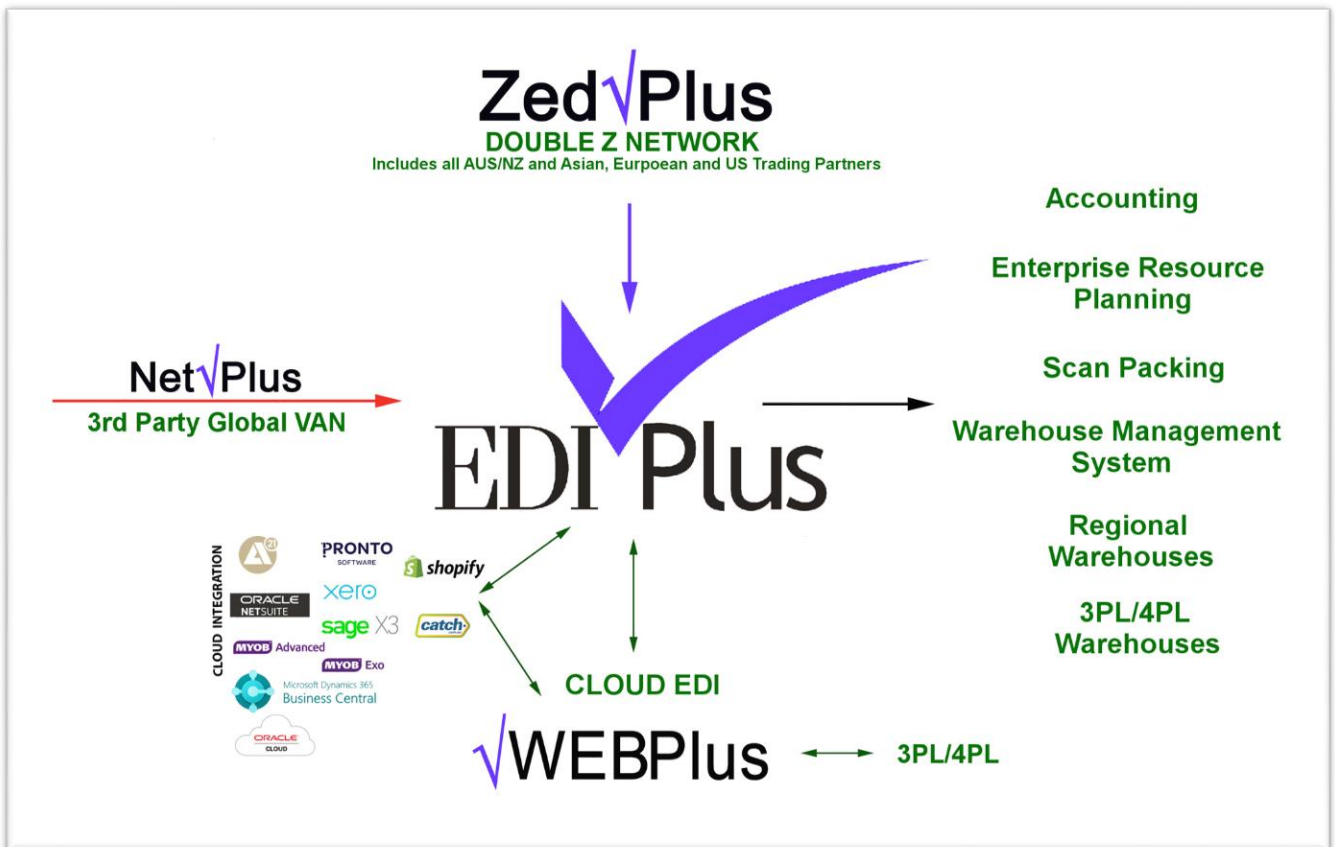 Zed√Plus
DOUBLE Z NETWORK
Includes all AUS/NZ and Asian, Eurpoean and US Trading Partners
Accounting
Enterprise Resource
Planning
Scan Packing
Warehouse Management
System
Regional
Warehouses
3PL/4PL
Warehouses
Net√Plus
3rd Party Global VAN
EDI Plus
CLOUD INTEGRATION
A 21
PRONTO
SOFTWARE
shopify
ORACLE
NETSUITE
xero
sage X3
catch
MYOB Advanced
MYOB Exo
Microsoft Dynamics 365
Business Central
ORACLE
CLOUD
CLOUD EDI
√WEBPlus
3PL/4PL